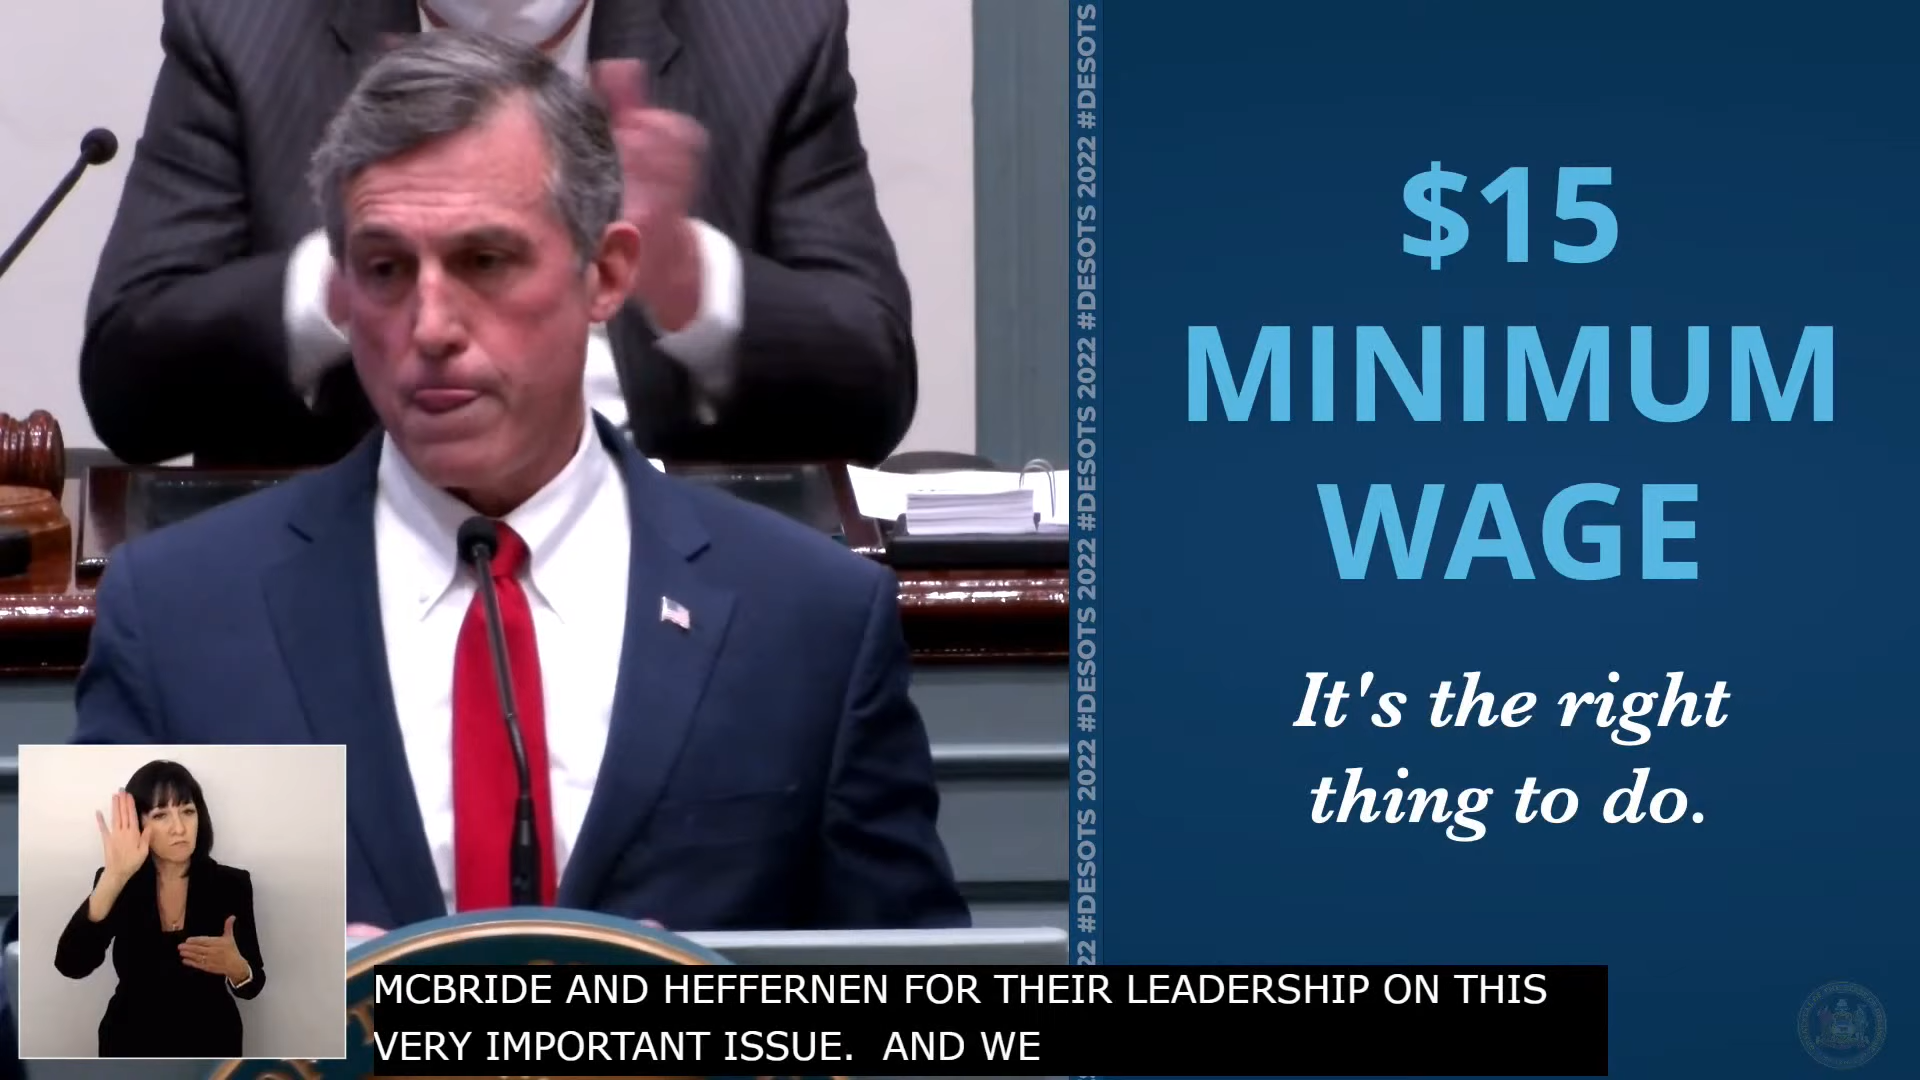 $15
MINIMUM
WAGE
It's the right
thing to do.
#DESOTS 2022 #DESOTS 2022 #DESOTS 2022 #DESOTS 2022 #DESOTS
MCBRIDE AND HEFFERNEN FOR THEIR LEADERSHIP ON THIS
VERY IMPORTANT ISSUE.  AND WE